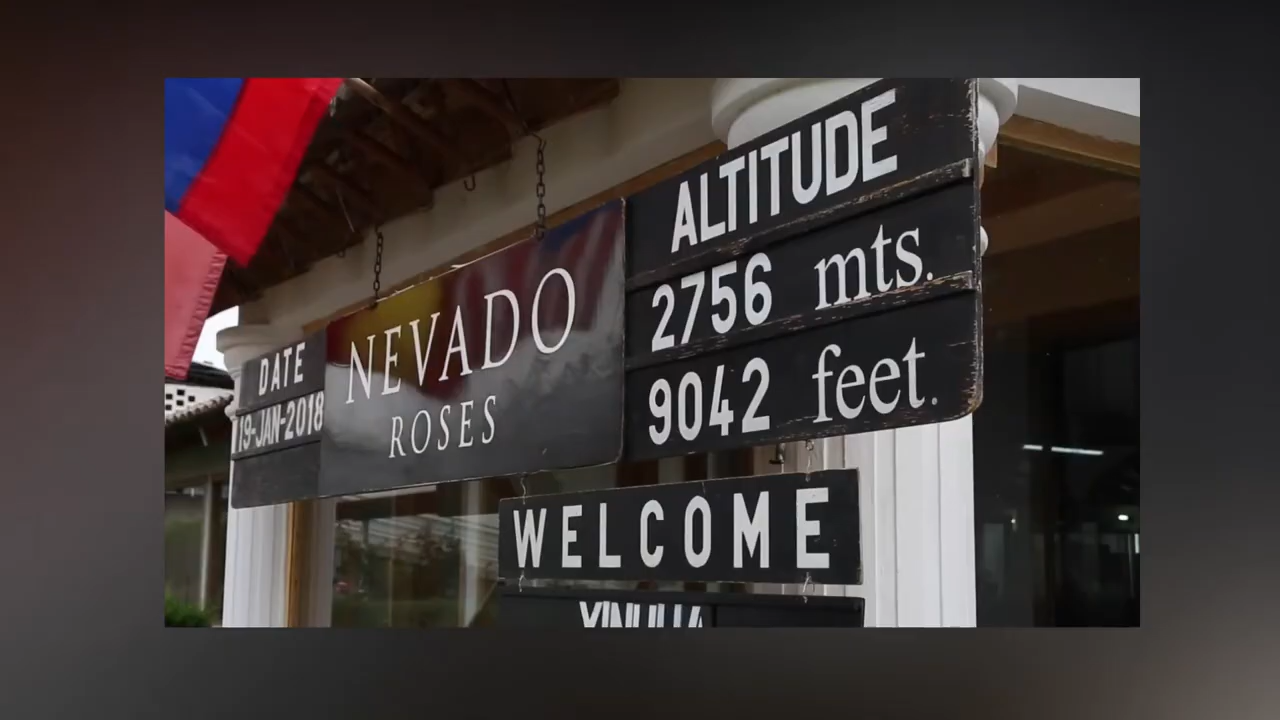 DATE
19-JAN-2018
NEVADO
ROSES
ALTITUDE
2756 mts.
9042 feet.
WELCOME